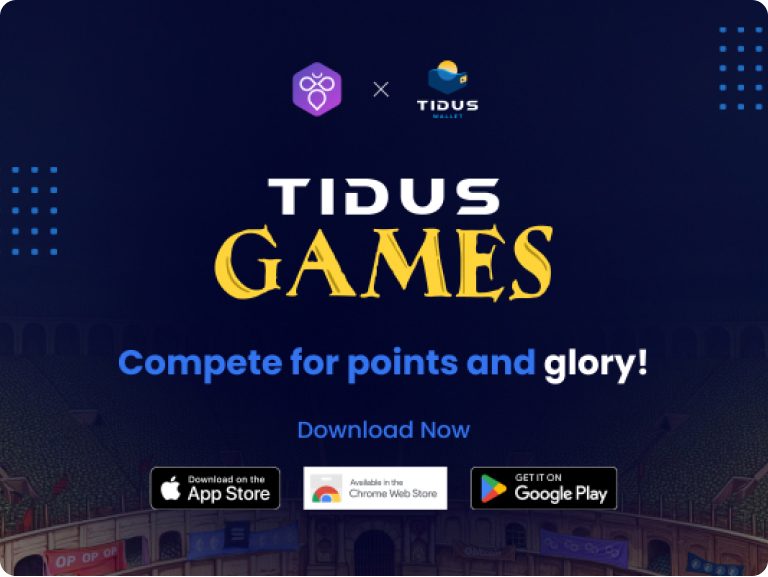 TIDUS
WALLET
TIDUS
GAMES
Compete for points and glory!
Download Now
Download on the
App Store
Available in the
Chrome Web Store
GET IT ON
Google Play
OP OP OP